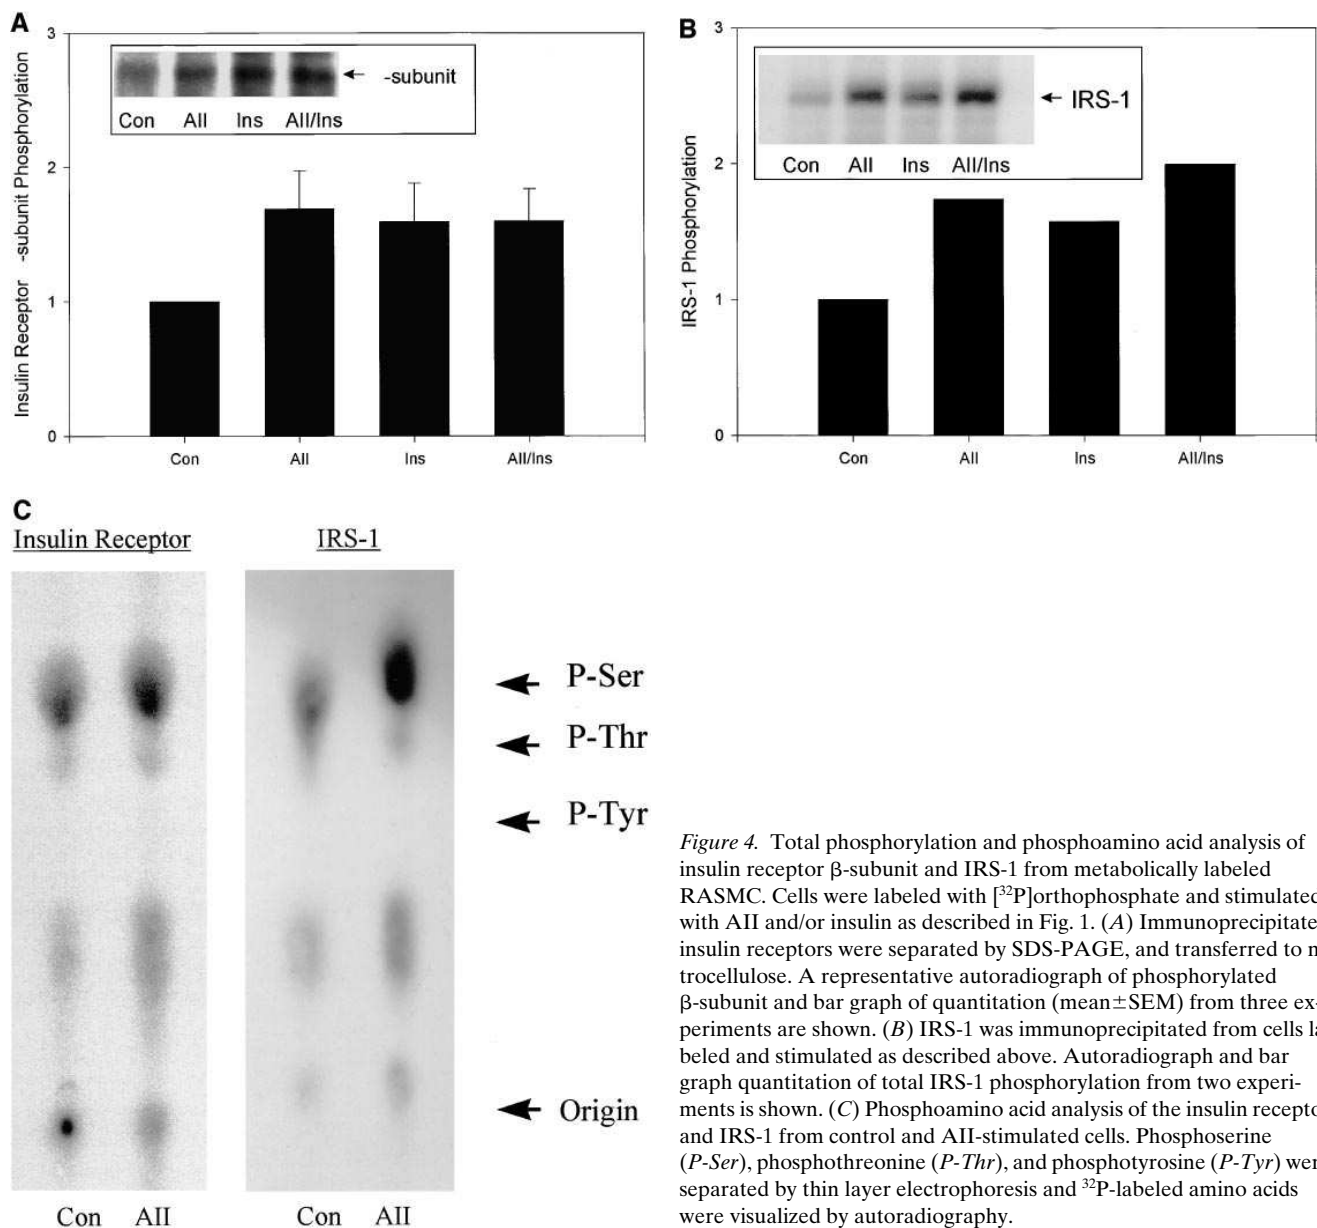 A
3
2
1
0
Insulin Receptor -subunit Phosphorylation
-subunit
Con AII Ins AII/Ins
Con AII Ins AII/Ins
B
3
2
1
0
IRS-1 Phosphorylation
IRS-1
Con AII Ins AII/Ins
Con AII Ins AII/Ins
C
Insulin Receptor IRS-1
P-Ser
P-Thr
P-Tyr
Origin
Con AII Con AII
Figure 4. Total phosphorylation and phosphoamino acid analysis of
insulin receptor β-subunit and IRS-1 from metabolically labeled
RASMC. Cells were labeled with [³²P]orthophosphate and stimulated
with AII and/or insulin as described in Fig. 1. (A) Immunoprecipitate
insulin receptors were separated by SDS-PAGE, and transferred to n
trocellulose. A representative autoradiograph of phosphorylated
β-subunit and bar graph of quantitation (mean±SEM) from three ex-
periments are shown. (B) IRS-1 was immunoprecipitated from cells la
beled and stimulated as described above. Autoradiograph and bar
graph quantitation of total IRS-1 phosphorylation from two experi-
ments is shown. (C) Phosphoamino acid analysis of the insulin recepto
and IRS-1 from control and AII-stimulated cells. Phosphoserine
(P-Ser), phosphothreonine (P-Thr), and phosphotyrosine (P-Tyr) wer
separated by thin layer electrophoresis and ³²P-labeled amino acids
were visualized by autoradiography.